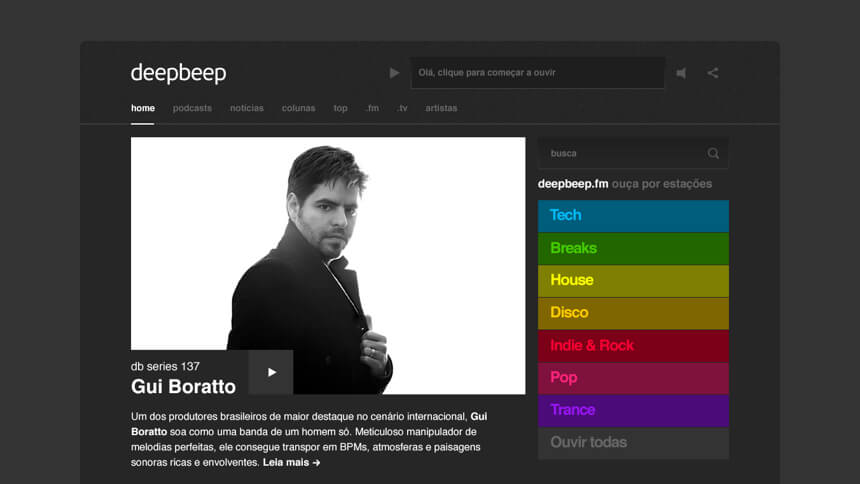 deepbeep
Olá, clique para começar a ouvir
home podcasts notícias colunas top .fm .tv artistas
busca
deepbeep.fm ouça por estações
Tech
Breaks
House
Disco
Indie & Rock
Pop
Trance
Ouvir todas
db series 137
Gui Boratto
Um dos produtores brasileiros de maior destaque no cenário internacional, Gui
Boratto soa como uma banda de um homem só. Meticuloso manipulador de
melodias perfeitas, ele consegue transpor em BPMs, atmosferas e paisagens
sonoras ricas e envolventes. Leia mais →